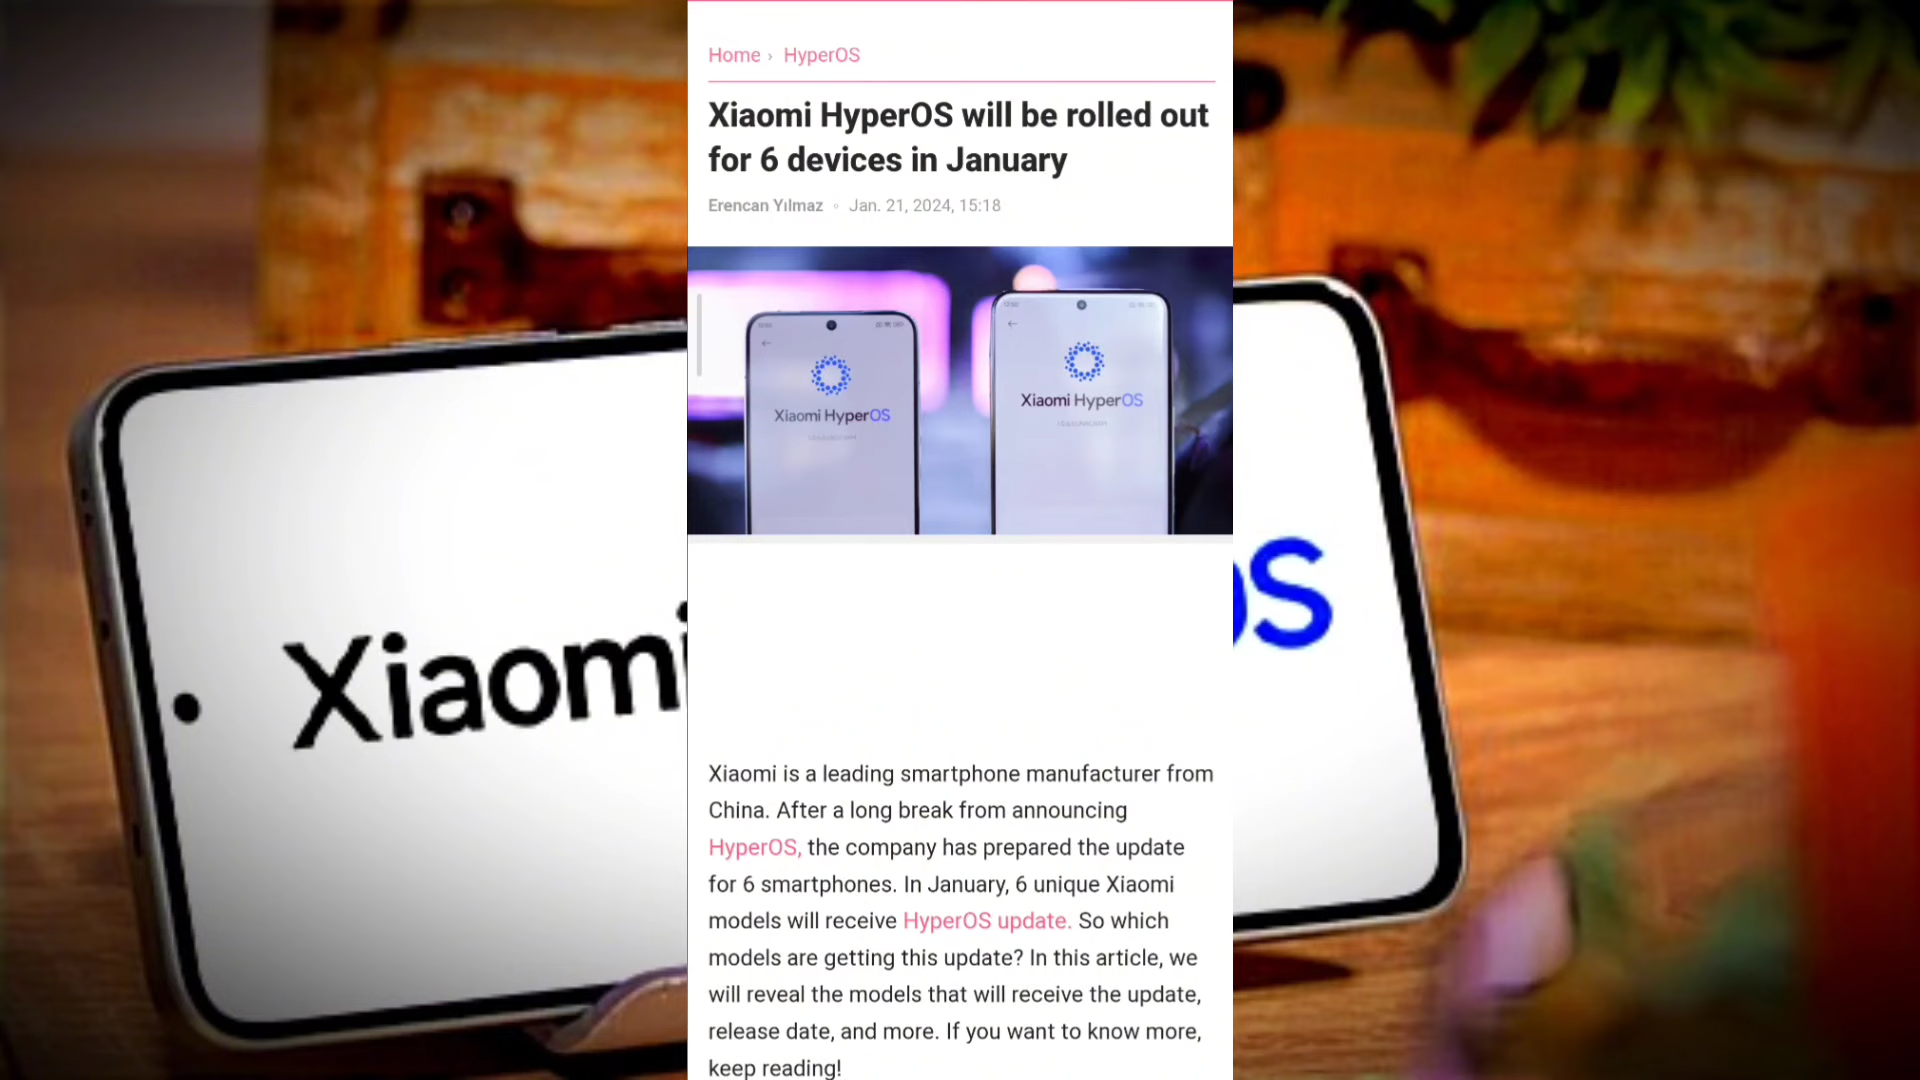 Home › HyperOS
Xiaomi HyperOS will be rolled out
for 6 devices in January
Erencan Yılmaz ◦ Jan. 21, 2024, 15:18
Xiaomi HyperOS
Xiaomi HyperOS
Xiaomi
OS
Xiaomi is a leading smartphone manufacturer from
China. After a long break from announcing
HyperOS, the company has prepared the update
for 6 smartphones. In January, 6 unique Xiaomi
models will receive HyperOS update. So which
models are getting this update? In this article, we
will reveal the models that will receive the update,
release date, and more. If you want to know more,
keep reading!